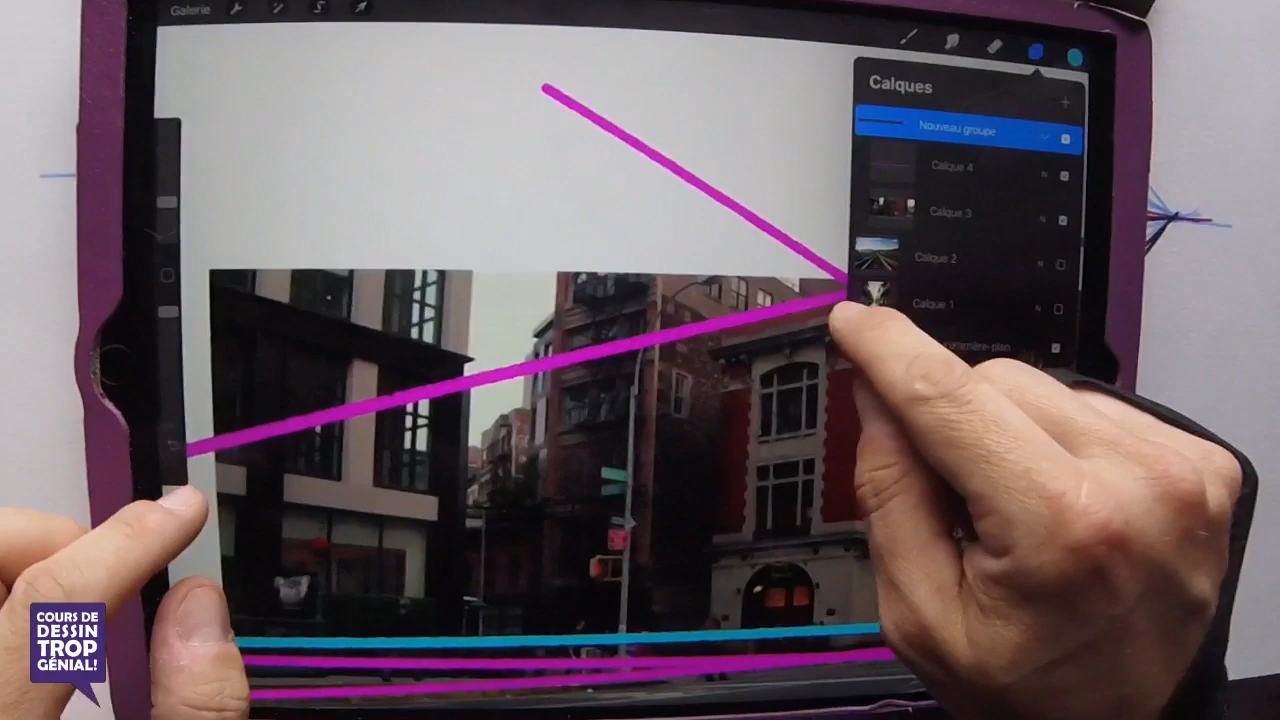 Galerie
Calques
Nouveau groupe
Calque 4
N
Calque 3
N
Calque 2
N
Calque 1
N
COURS DE
DESSIN
TROP
GÉNIAL!